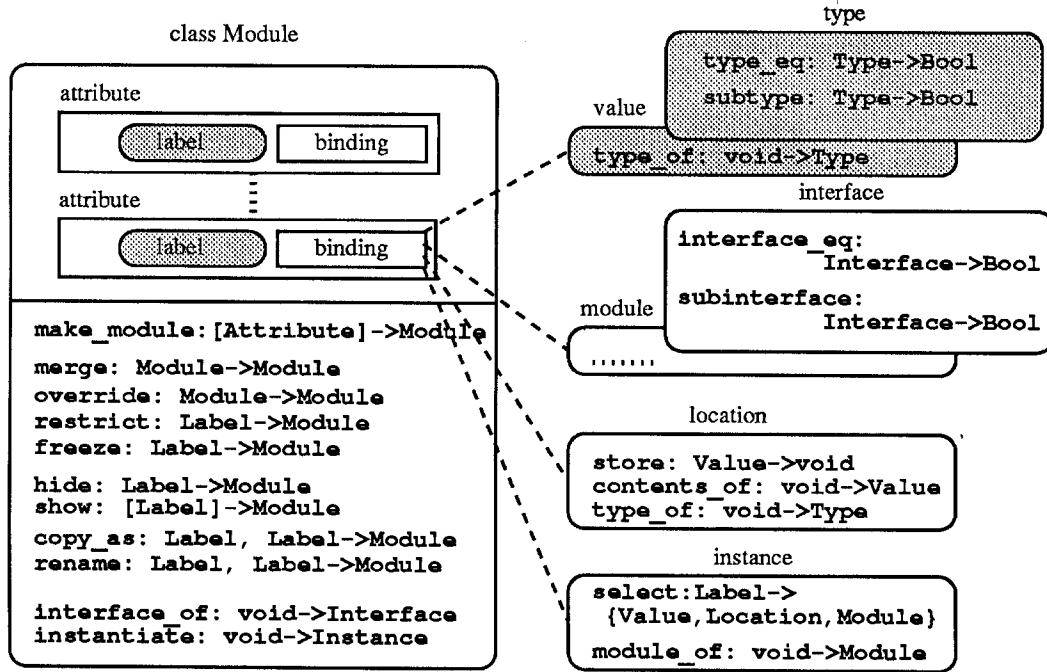 class Module
attribute
label
binding
attribute
label
binding
make_module:[Attribute]->Module
merge: Module->Module
override: Module->Module
restrict: Label->Module
freeze: Label->Module
hide: Label->Module
show: [Label]->Module
copy_as: Label, Label->Module
rename: Label, Label->Module
interface_of: void->Interface
instantiate: void->Instance
type
type_eq: Type->Bool
subtype: Type->Bool
value
type_of: void->Type
interface
interface_eq:
Interface->Bool
subinterface:
Interface->Bool
module
.......
location
store: Value->void
contents_of: void->Value
type_of: void->Type
instance
select:Label->
{Value,Location,Module}
module_of: void->Module